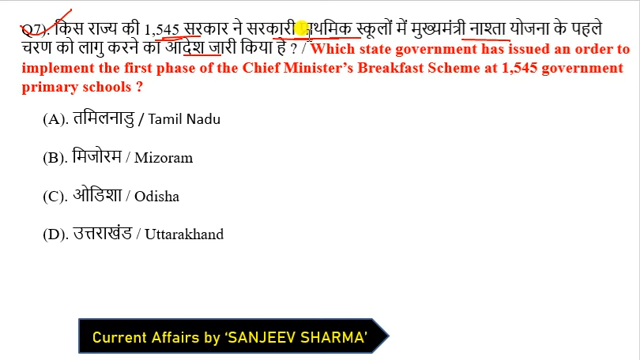 Q7). किस राज्य की 1,545 सरकार ने सरकारी प्राथमिक स्कूलों में मुख्यमंत्री नाश्ता योजना के पहले
चरण को लागु करने का आदेश जारी किया है ? / Which state government has issued an order to
implement the first phase of the Chief Minister’s Breakfast Scheme at 1,545 government
primary schools ?
(A). तमिलनाडु / Tamil Nadu
(B). मिजोरम / Mizoram
(C). ओडिशा / Odisha
(D). उत्तराखंड / Uttarakhand
Current Affairs by ‘SANJEEV SHARMA’